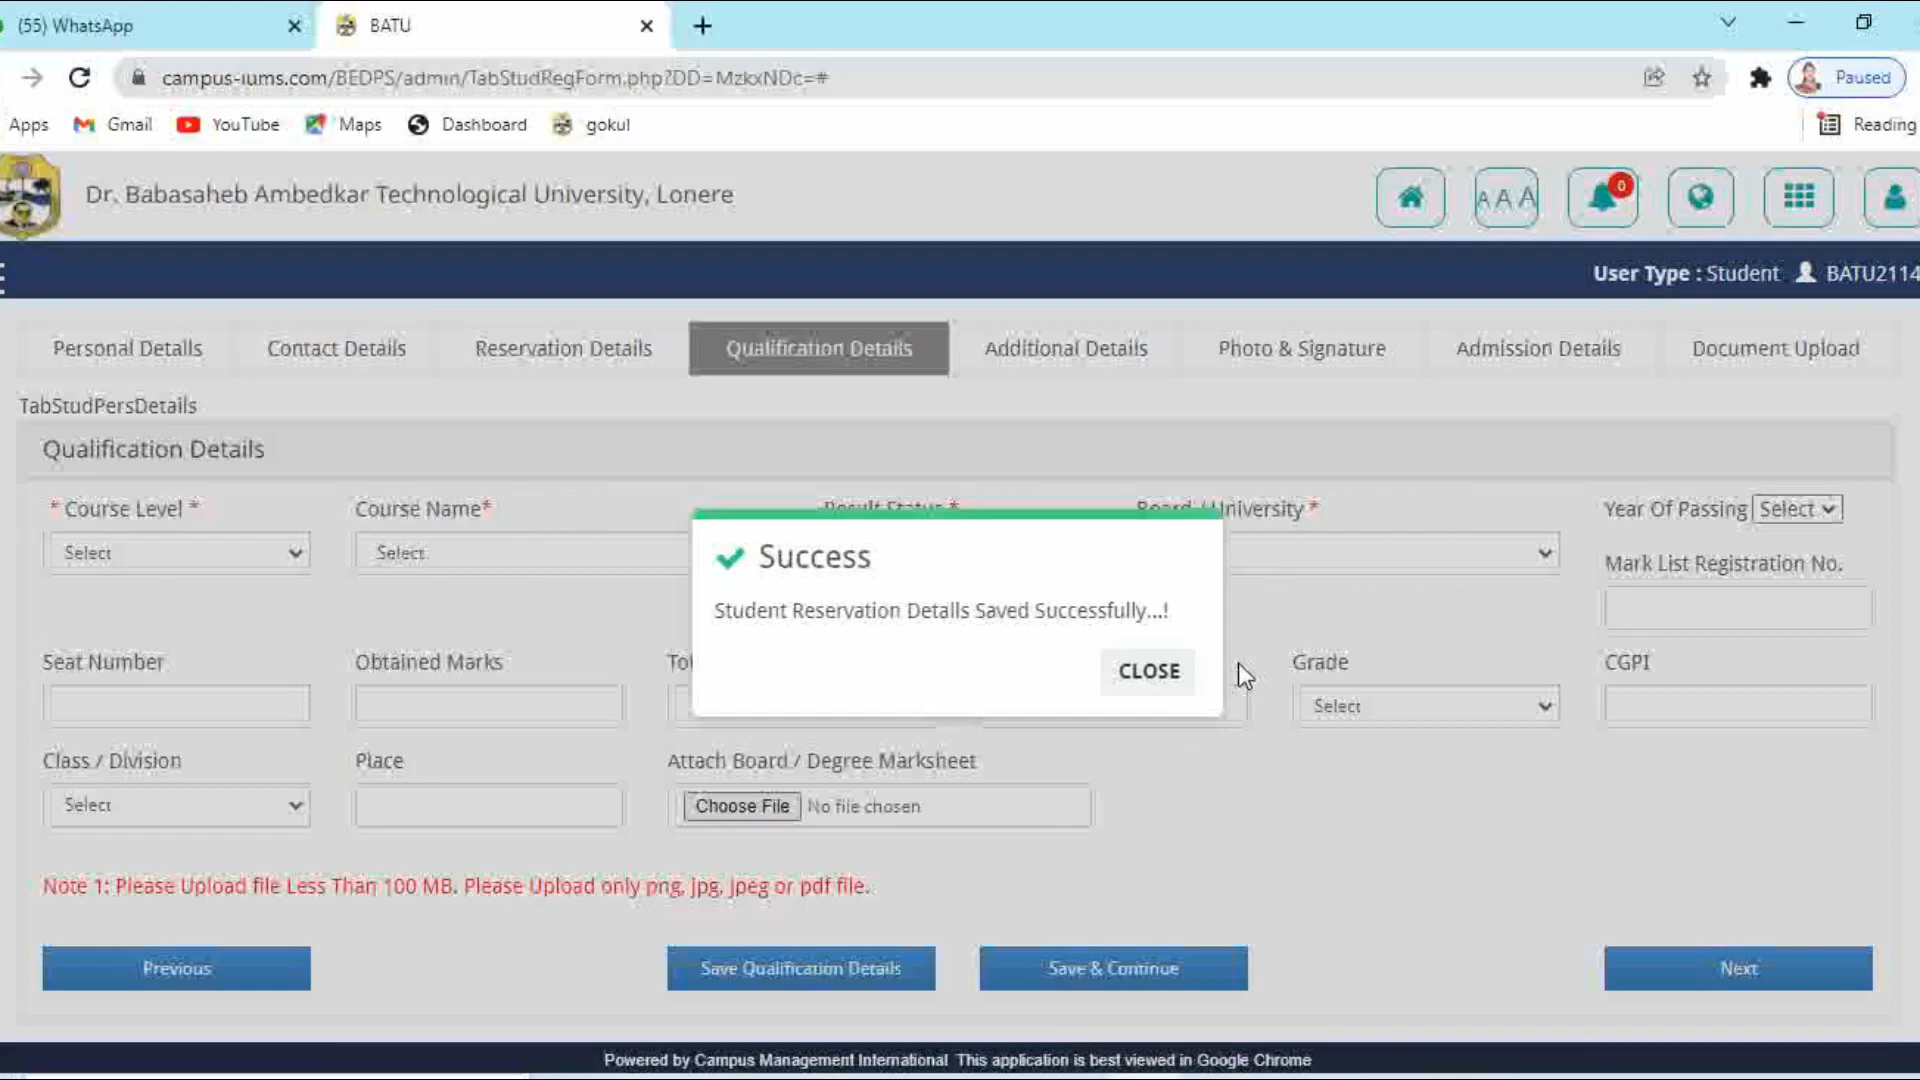 (55) WhatsApp
BATU
campus-iums.com/BEDPS/admin/TabStudRegForm.php?DD=MzkxNDc=#
Paused
Apps
Gmail
YouTube
Maps
Dashboard
gokul
Reading
Dr. Babasaheb Ambedkar Technological University, Lonere
A A A
0
User Type : Student
BATU2114
Personal Details
Contact Details
Reservation Details
Qualification Details
Additional Details
Photo & Signature
Admission Details
Document Upload
TabStudPersDetails
Qualification Details
* Course Level *
Course Name*
Result Status *
Board / University *
Year Of Passing
Select
Select
Select
Mark List Registration No.
Success
Student Reservation Details Saved Successfully...!
CLOSE
Seat Number
Obtained Marks
Tot
Grade
CGPI
Select
Class / Division
Place
Attach Board / Degree Marksheet
Select
Choose File
No file chosen
Note 1: Please Upload file Less Than 100 MB. Please Upload only png, jpg, jpeg or pdf file.
Previous
Save Qualification Details
Save & Continue
Next
Powered by Campus Management International This application is best viewed in Google Chrome